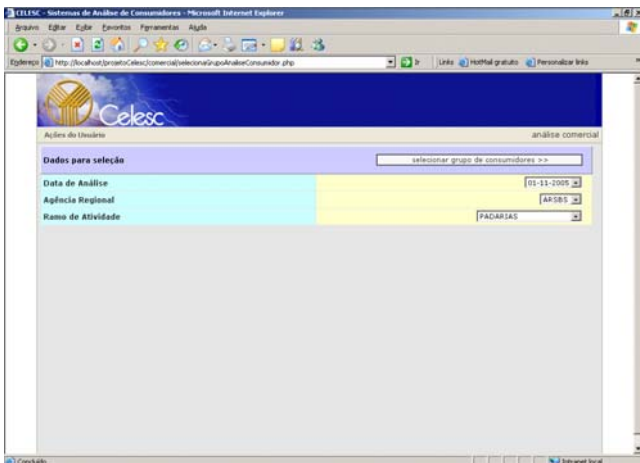 CELESC - Sistemas de Análise de Consumidores - Microsoft Internet Explorer
Arquivo Editar Exibir Favoritos Ferramentas Ajuda
Endereço http://localhost/projetoCelesc/comercial/selecionaGrupoAnaliseConsumidor.php Ir Links HotMail gratuito Personalizar links
Celesc
Ações do Usuário análise comercial
Dados para seleção selecionar grupo de consumidores >>
Data de Análise 01-11-2005
Agência Regional ARSBS
Ramo de Atividade PADARIAS
Concluído Intranet local